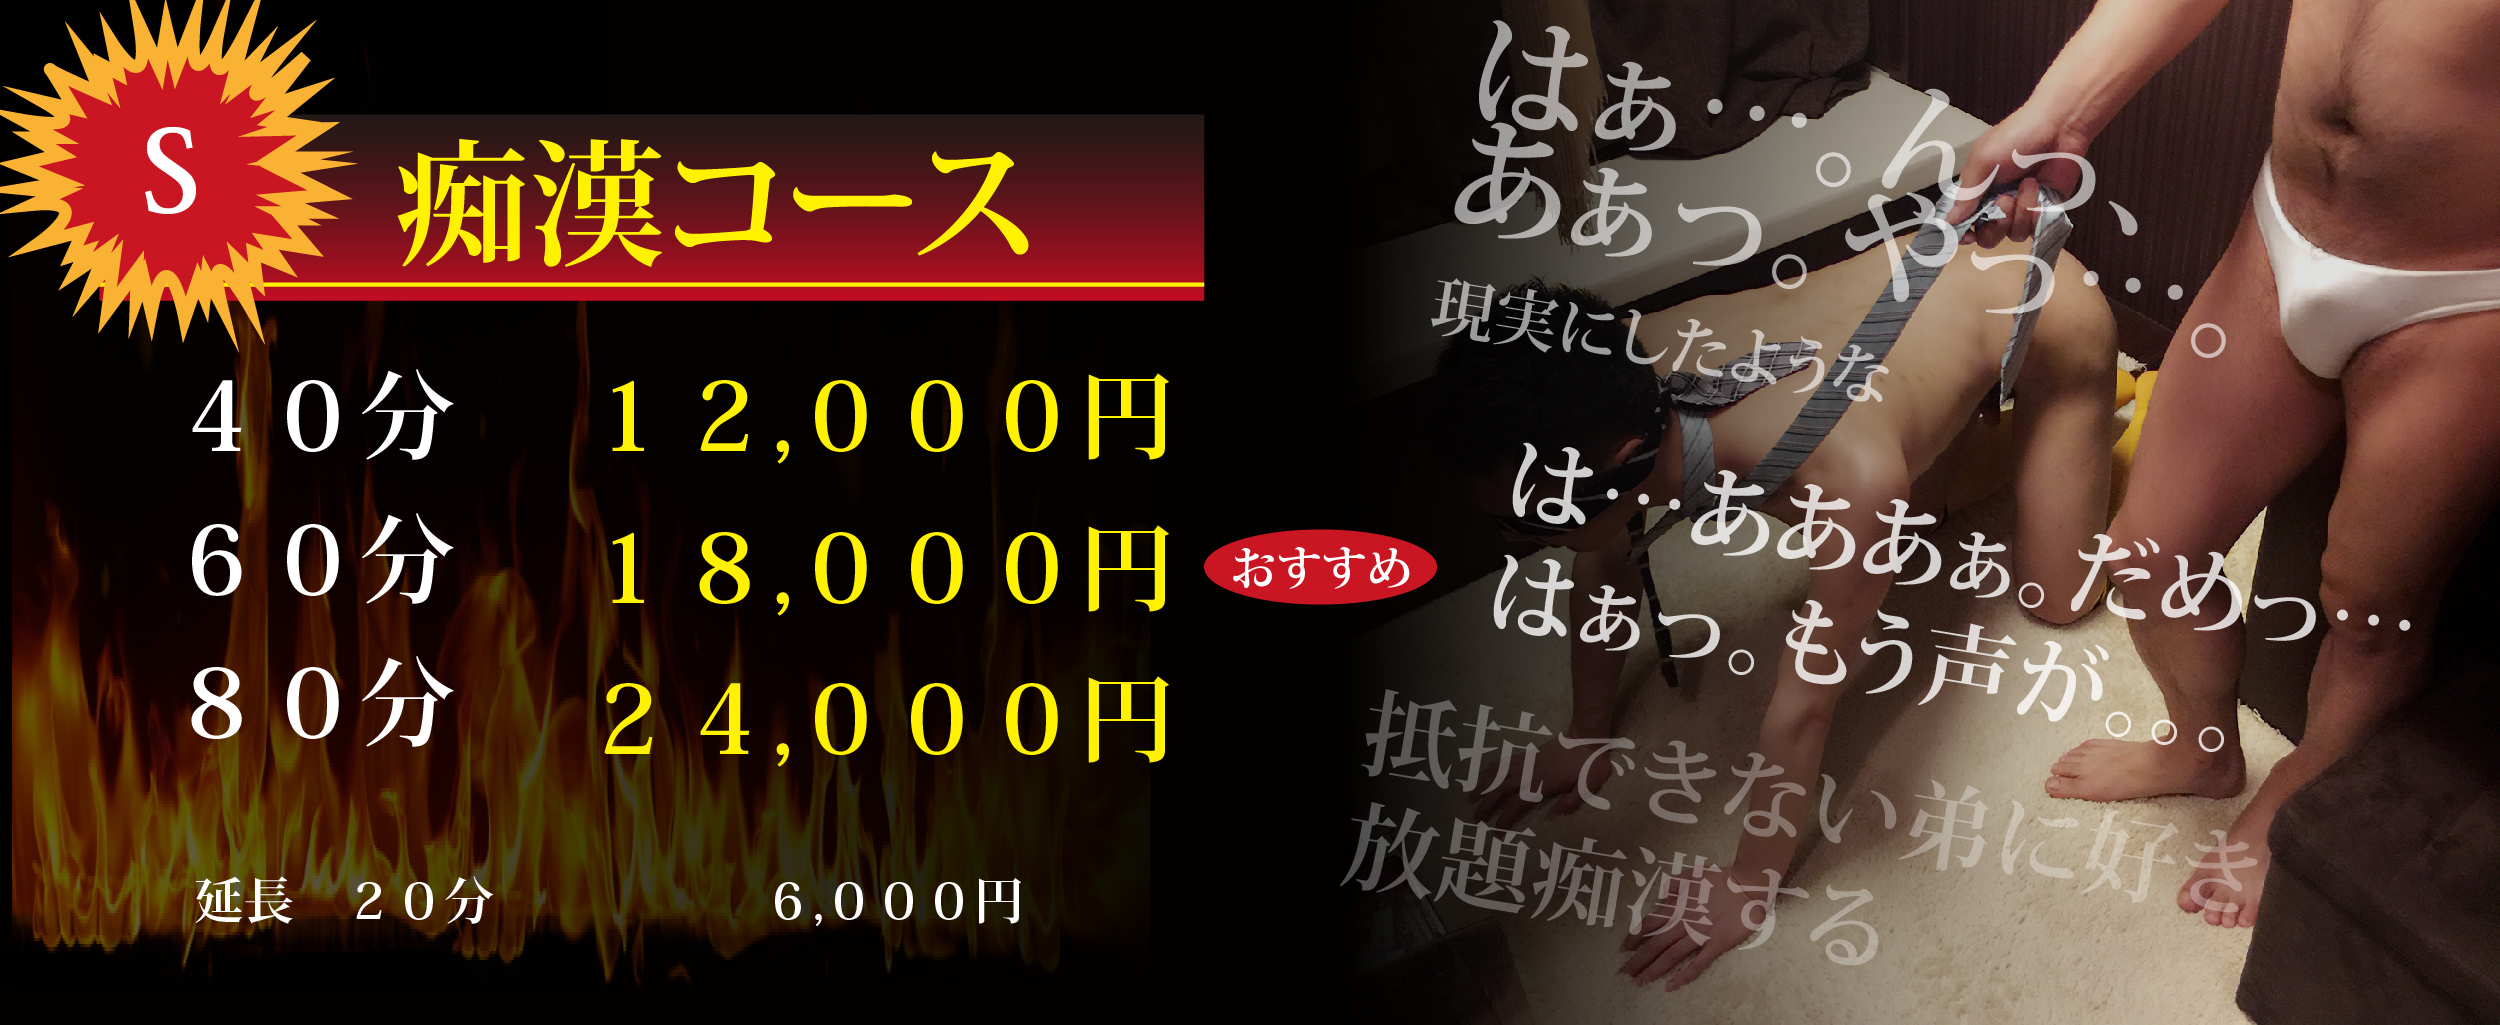 S
痴漢コース
４０分　１２,０００円
６０分　１８,０００円　おすすめ
８０分　２４,０００円
延長　２０分　６,０００円
はぁ…。んっ、
あぁっ。やっ…。
現実にしたような
は…あああぁ。だめっ…
はぁっ。もう声が。。。
抵抗できない弟に好き
放題痴漢する